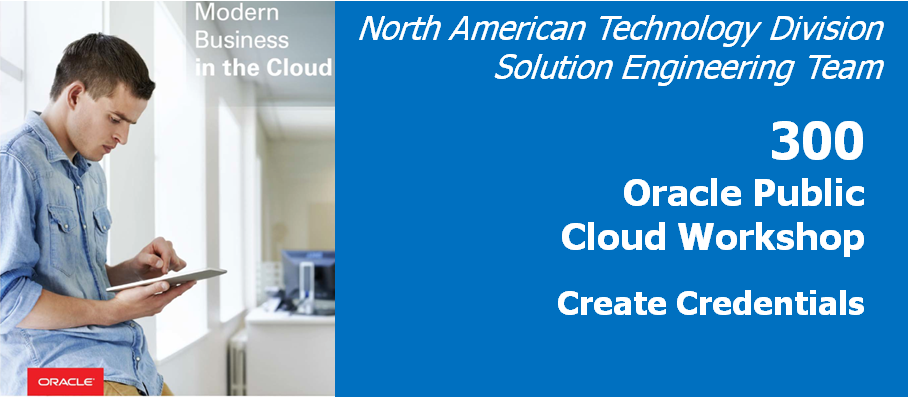 Modern
Business
in the Cloud
ORACLE
North American Technology Division
Solution Engineering Team
300
Oracle Public
Cloud Workshop
Create Credentials